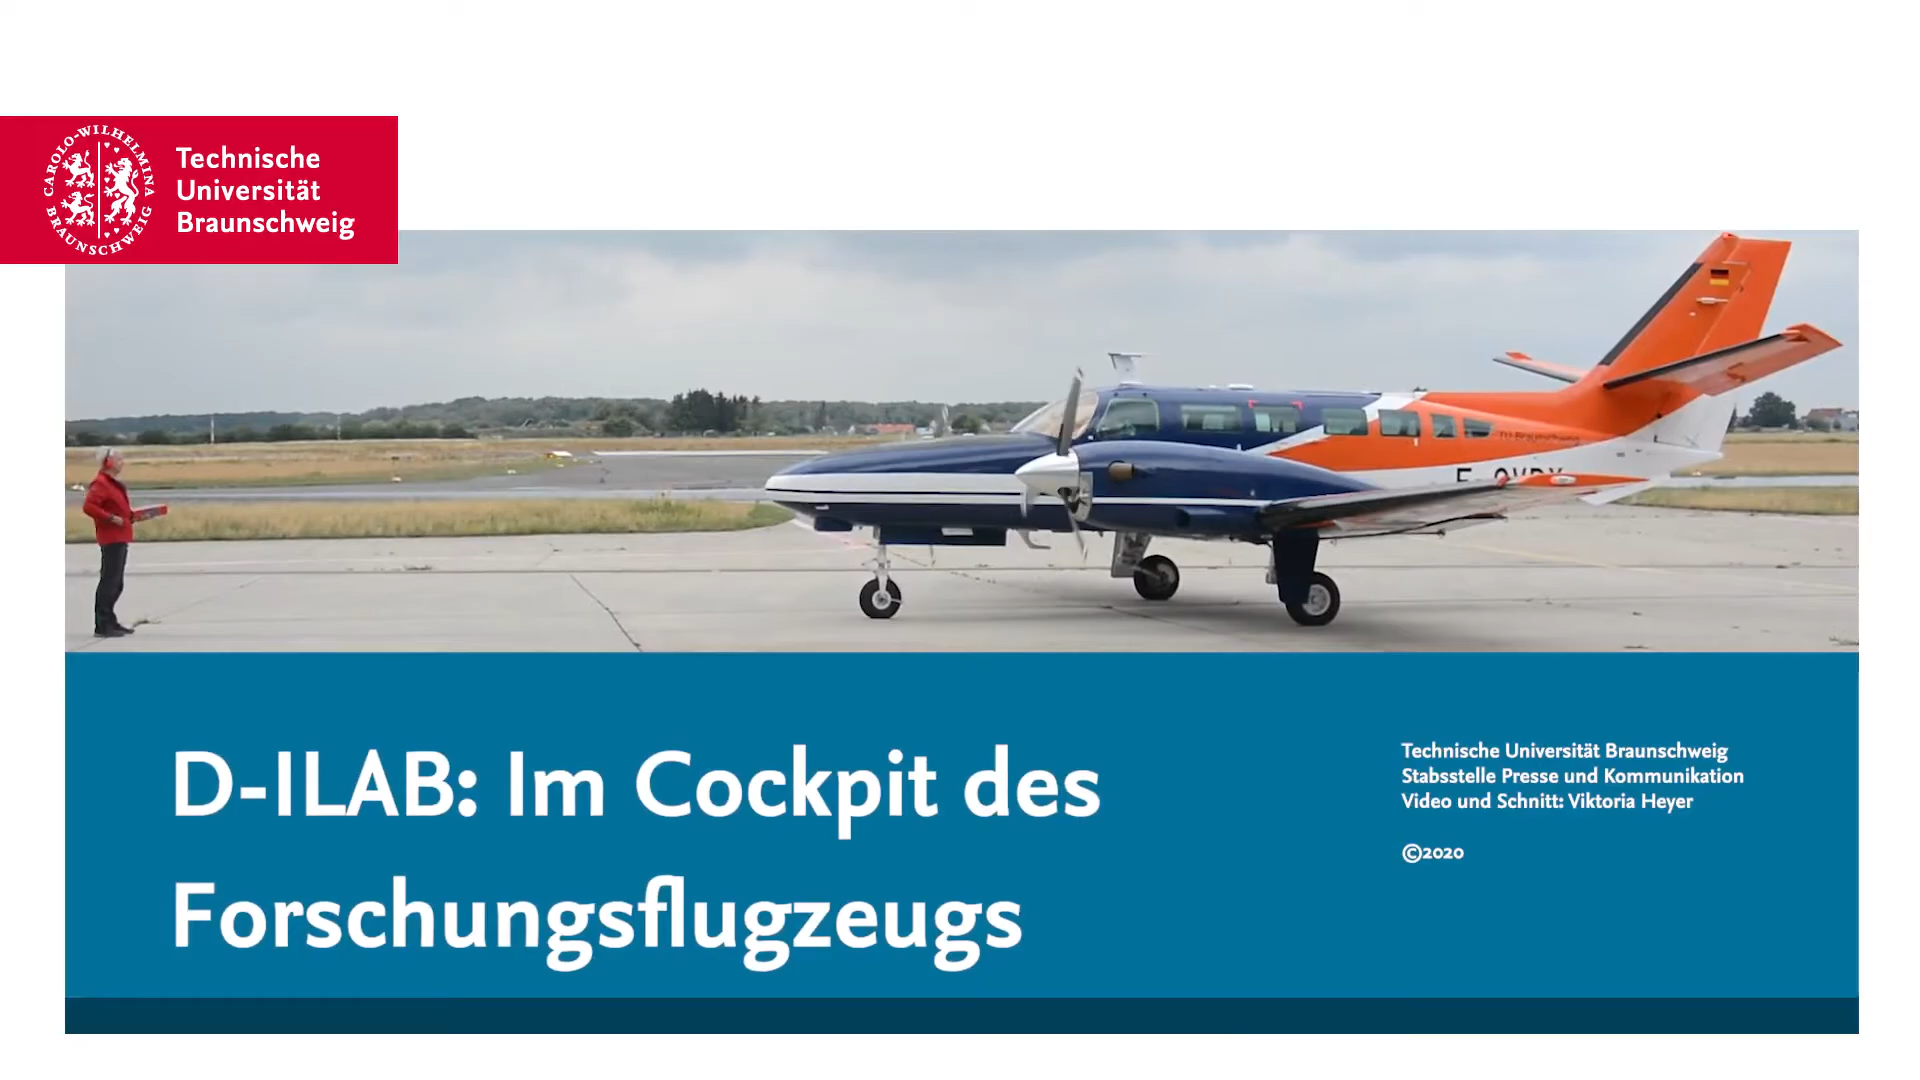 CAROLO-WILHELMINA
BRAUNSCHWEIG
Technische
Universität
Braunschweig
D-ILAB: Im Cockpit des
Forschungsflugzeugs
Technische Universität Braunschweig
Stabsstelle Presse und Kommunikation
Video und Schnitt: Viktoria Heyer
©2020